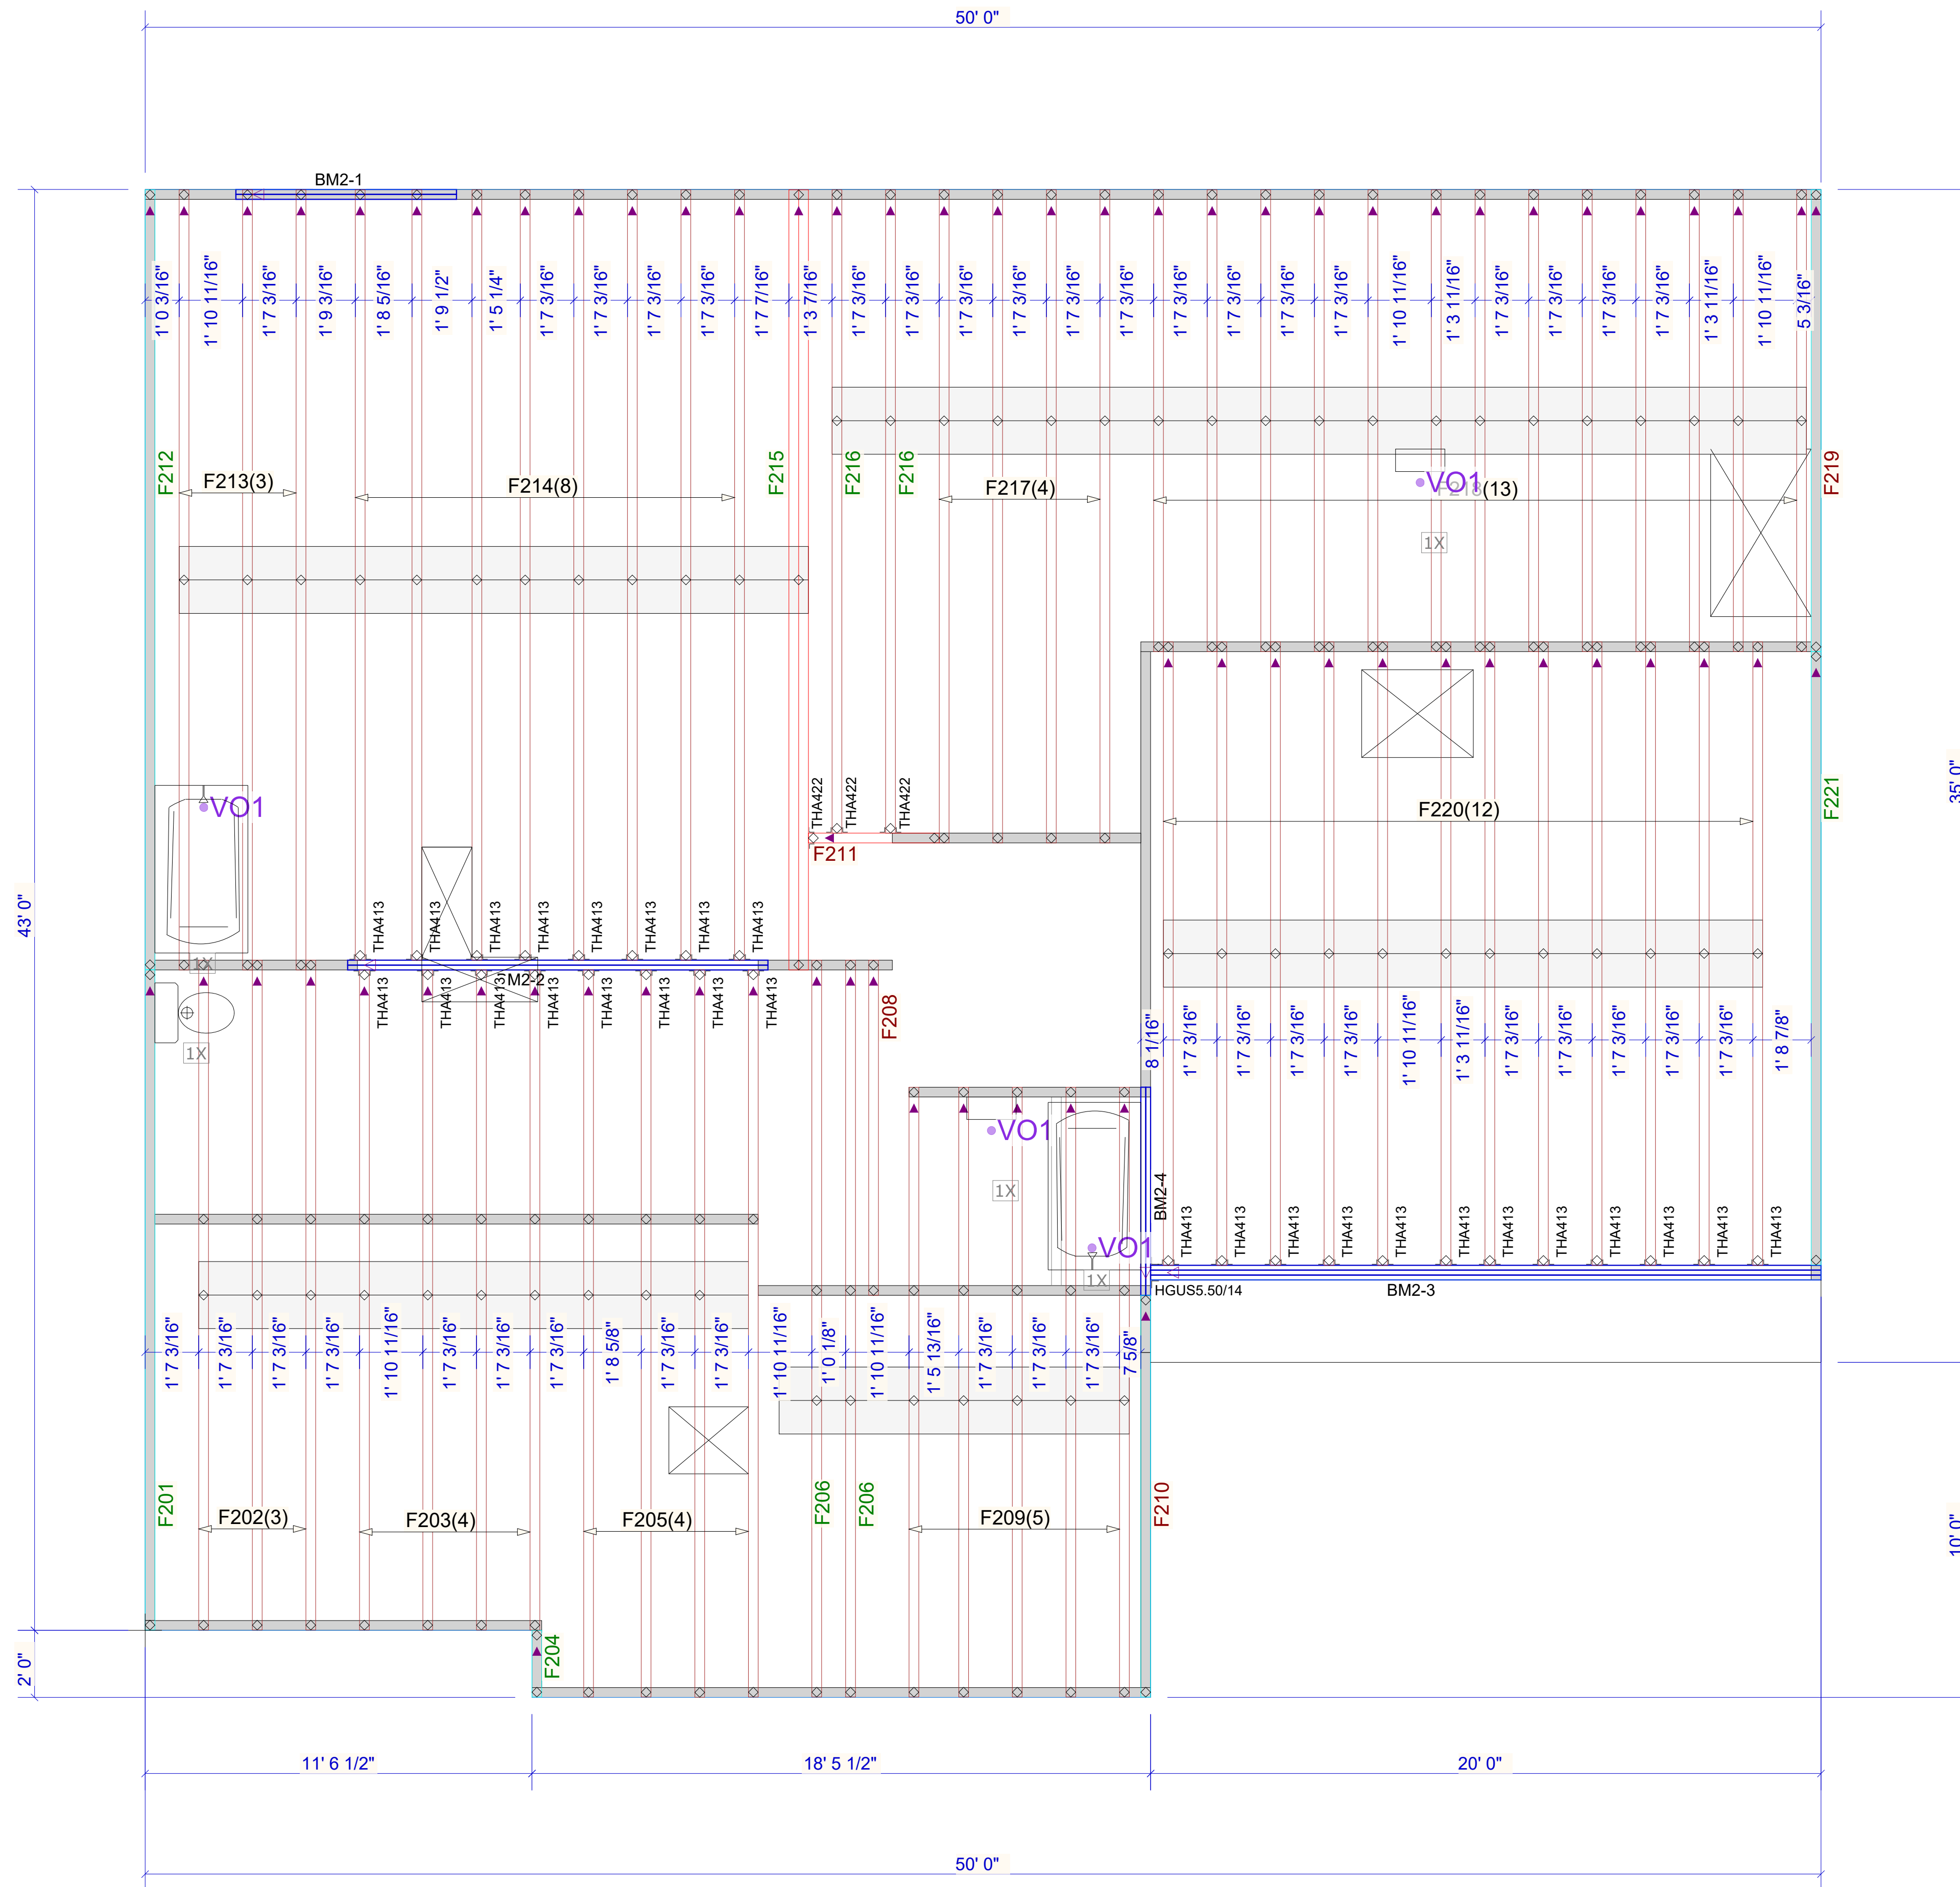 50' 0"
BM2-1
1' 0 3/16"
1' 10 11/16"
1' 7 3/16"
1' 9 3/16"
1' 8 5/16"
1' 9 1/2"
1' 5 1/4"
1' 7 3/16"
1' 7 3/16"
1' 7 3/16"
1' 7 3/16"
1' 7 7/16"
1' 3 7/16"
1' 7 3/16"
1' 7 3/16"
1' 7 3/16"
1' 7 3/16"
1' 7 3/16"
1' 7 3/16"
1' 7 3/16"
1' 7 3/16"
1' 7 3/16"
1' 7 3/16"
1' 10 11/16"
1' 3 11/16"
1' 7 3/16"
1' 7 3/16"
1' 7 3/16"
1' 7 3/16"
1' 3 11/16"
1' 10 11/16"
5 3/16"
F212
F213(3)
F214(8)
F215
F216
F216
F217(4)
VO1
F218(13)
F219
1X
VO1
THA422
THA422
THA422
F211
F220(12)
F221
35' 0"
43' 0"
THA413
THA413
THA413
THA413
THA413
THA413
THA413
THA413
1X
BM2-2
THA413
THA413
THA413
THA413
THA413
THA413
THA413
THA413
F208
1X
8 1/16"
1' 7 3/16"
1' 7 3/16"
1' 7 3/16"
1' 7 3/16"
1' 10 11/16"
1' 3 11/16"
1' 7 3/16"
1' 7 3/16"
1' 7 3/16"
1' 7 3/16"
1' 7 3/16"
1' 8 7/8"
VO1
1X
BM2-4
VO1
1X
THA413
THA413
THA413
THA413
THA413
THA413
THA413
THA413
THA413
THA413
THA413
THA413
HGUS5.50/14
BM2-3
1' 7 3/16"
1' 7 3/16"
1' 7 3/16"
1' 7 3/16"
1' 10 11/16"
1' 7 3/16"
1' 7 3/16"
1' 7 3/16"
1' 8 5/8"
1' 7 3/16"
1' 7 3/16"
1' 10 11/16"
1' 0 1/8"
1' 10 11/16"
1' 5 13/16"
1' 7 3/16"
1' 7 3/16"
1' 7 3/16"
7 5/8"
F201
F202(3)
F203(4)
F205(4)
F206
F206
F209(5)
F210
10' 0"
F204
2' 0"
11' 6 1/2"
18' 5 1/2"
20' 0"
50' 0"